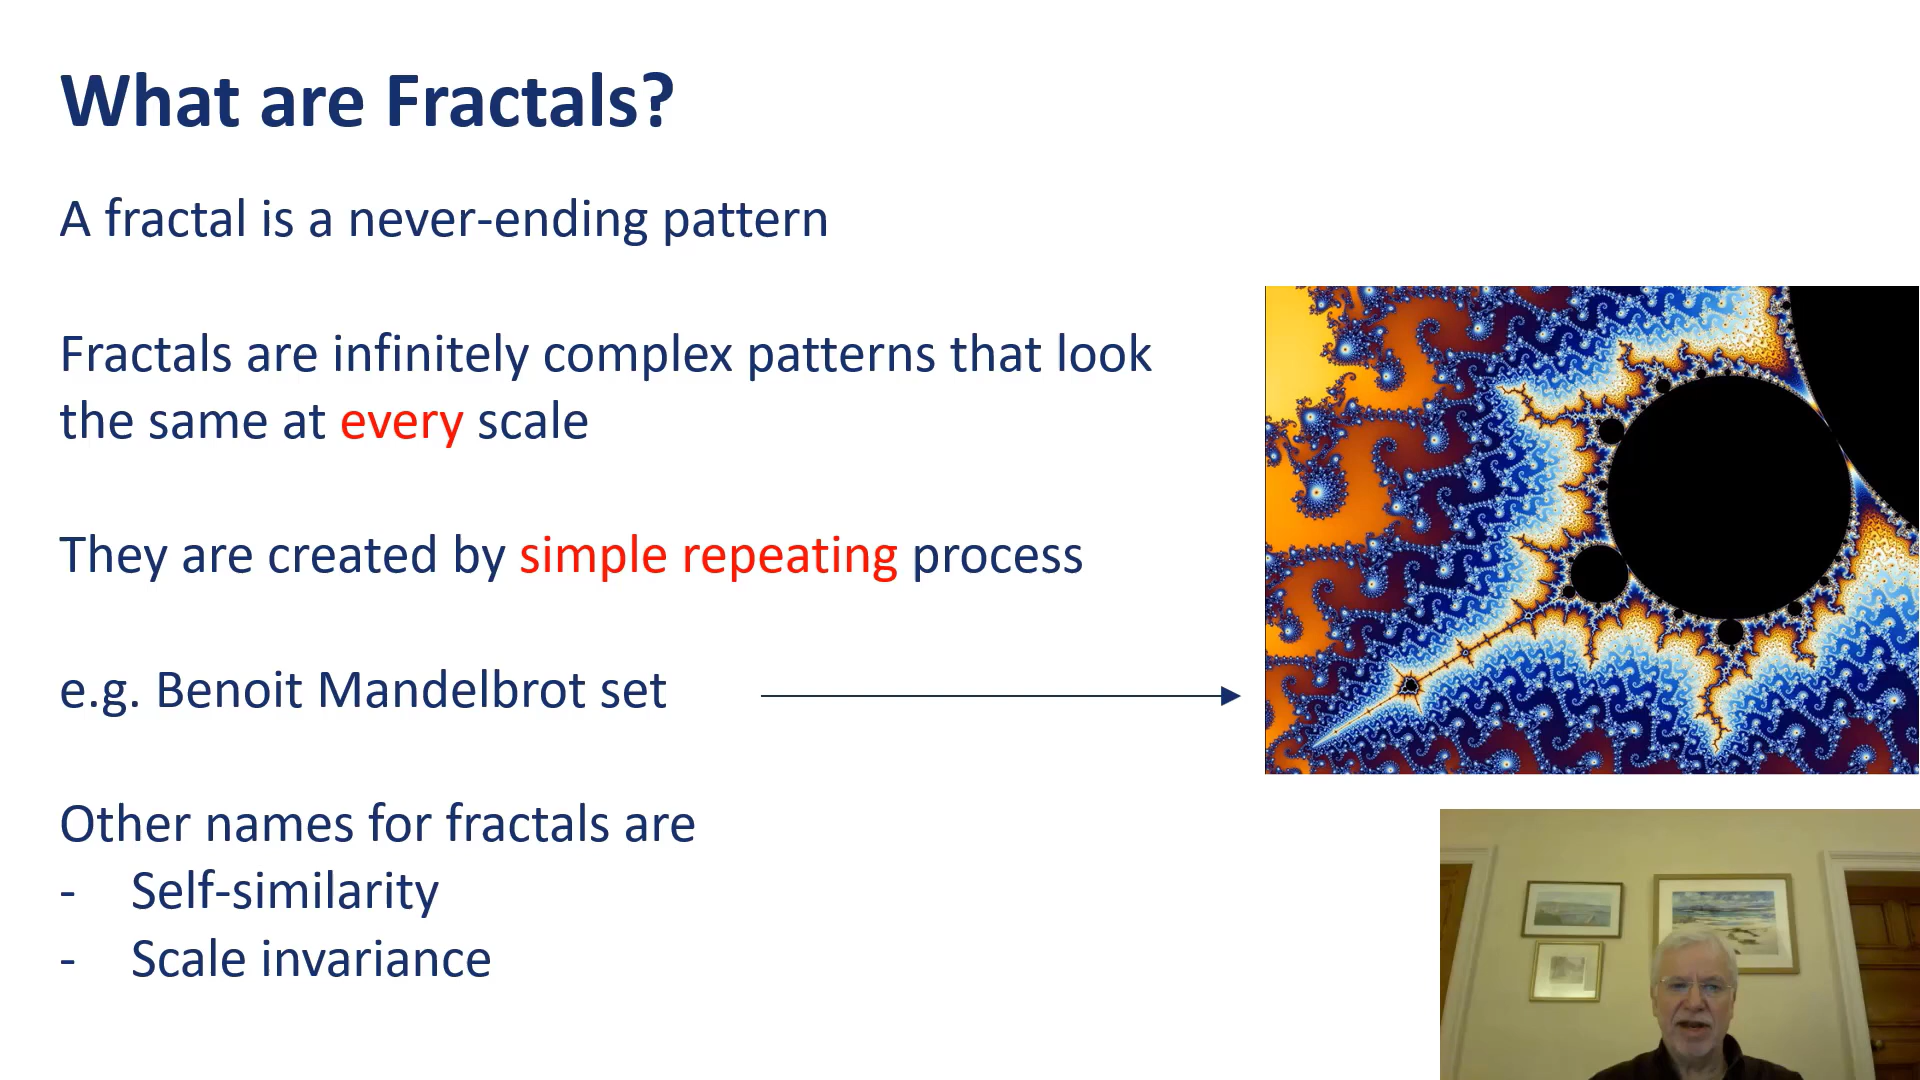 What are Fractals?
A fractal is a never-ending pattern
Fractals are infinitely complex patterns that look
the same at every scale
They are created by simple repeating process
e.g. Benoit Mandelbrot set
Other names for fractals are
- Self-similarity
- Scale invariance